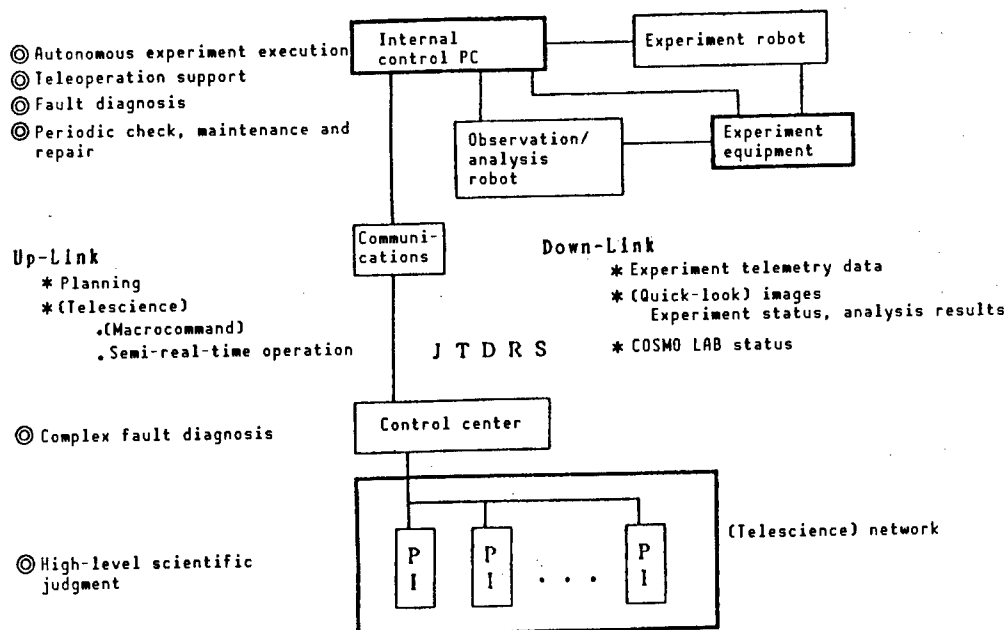 ◎ Autonomous experiment execution
◎ Teleoperation support
◎ Fault diagnosis
◎ Periodic check, maintenance and
repair
Internal
control PC
Experiment robot
Observation/
analysis
robot
Experiment
equipment
Communi-
cations
Up-Link
* Planning
* (Telescience)
.(Macrocommand)
. Semi-real-time operation
Down-Link
* Experiment telemetry data
* (Quick-look) images
Experiment status, analysis results
* COSMO LAB status
J T D R S
◎ Complex fault diagnosis
Control center
◎ High-level scientific
judgment
P
I
P
I
. . .
P
I
(Telescience) network